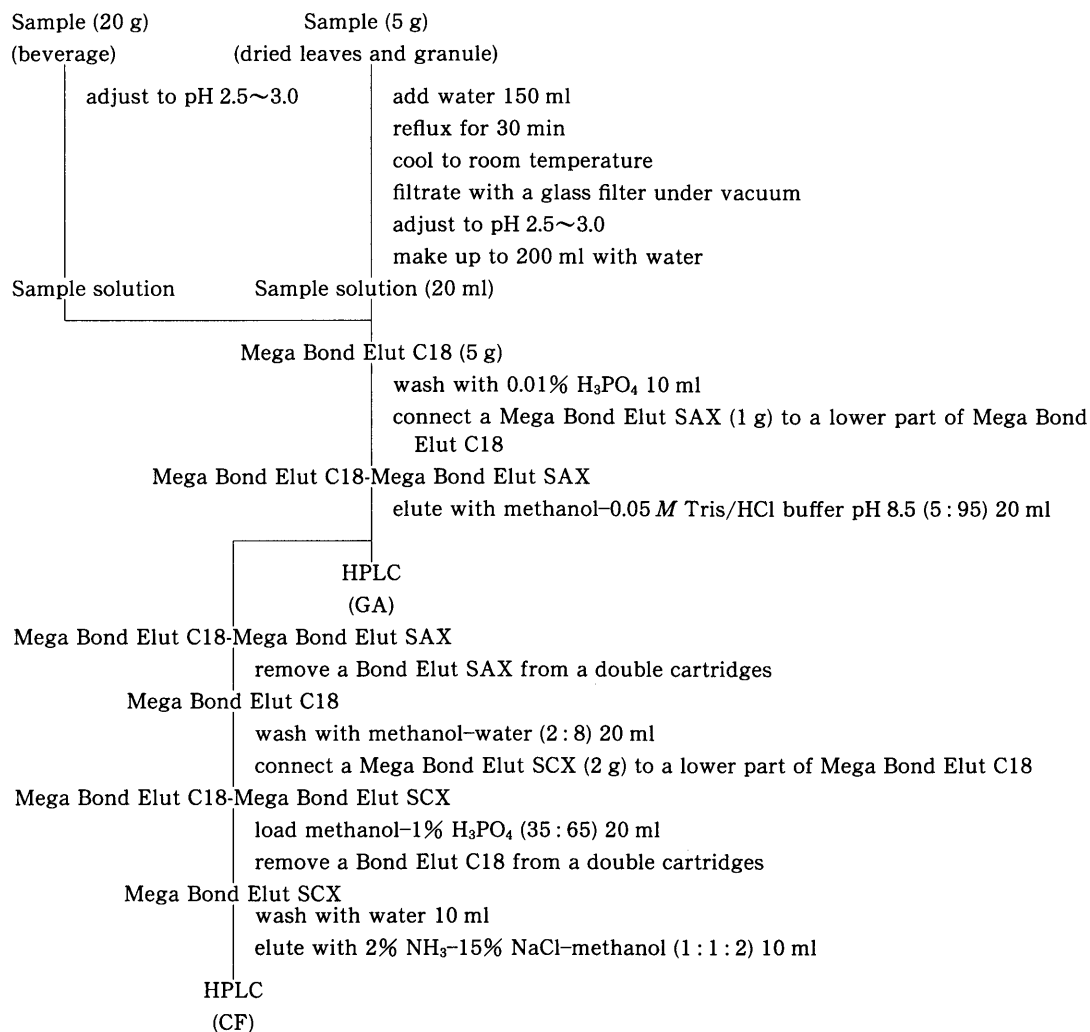 Sample (20 g)
(beverage)
Sample (5 g)
(dried leaves and granule)
adjust to pH 2.5～3.0
add water 150 ml
reflux for 30 min
cool to room temperature
filtrate with a glass filter under vacuum
adjust to pH 2.5～3.0
make up to 200 ml with water
Sample solution
Sample solution (20 ml)
Mega Bond Elut C18 (5 g)
wash with 0.01% H₃PO₄ 10 ml
connect a Mega Bond Elut SAX (1 g) to a lower part of Mega Bond
Elut C18
Mega Bond Elut C18-Mega Bond Elut SAX
elute with methanol–0.05 M Tris/HCl buffer pH 8.5 (5 : 95) 20 ml
HPLC
(GA)
Mega Bond Elut C18-Mega Bond Elut SAX
remove a Bond Elut SAX from a double cartridges
Mega Bond Elut C18
wash with methanol–water (2 : 8) 20 ml
connect a Mega Bond Elut SCX (2 g) to a lower part of Mega Bond Elut C18
Mega Bond Elut C18-Mega Bond Elut SCX
load methanol–1% H₃PO₄ (35 : 65) 20 ml
remove a Bond Elut C18 from a double cartridges
Mega Bond Elut SCX
wash with water 10 ml
elute with 2% NH₃–15% NaCl–methanol (1 : 1 : 2) 10 ml
HPLC
(CF)